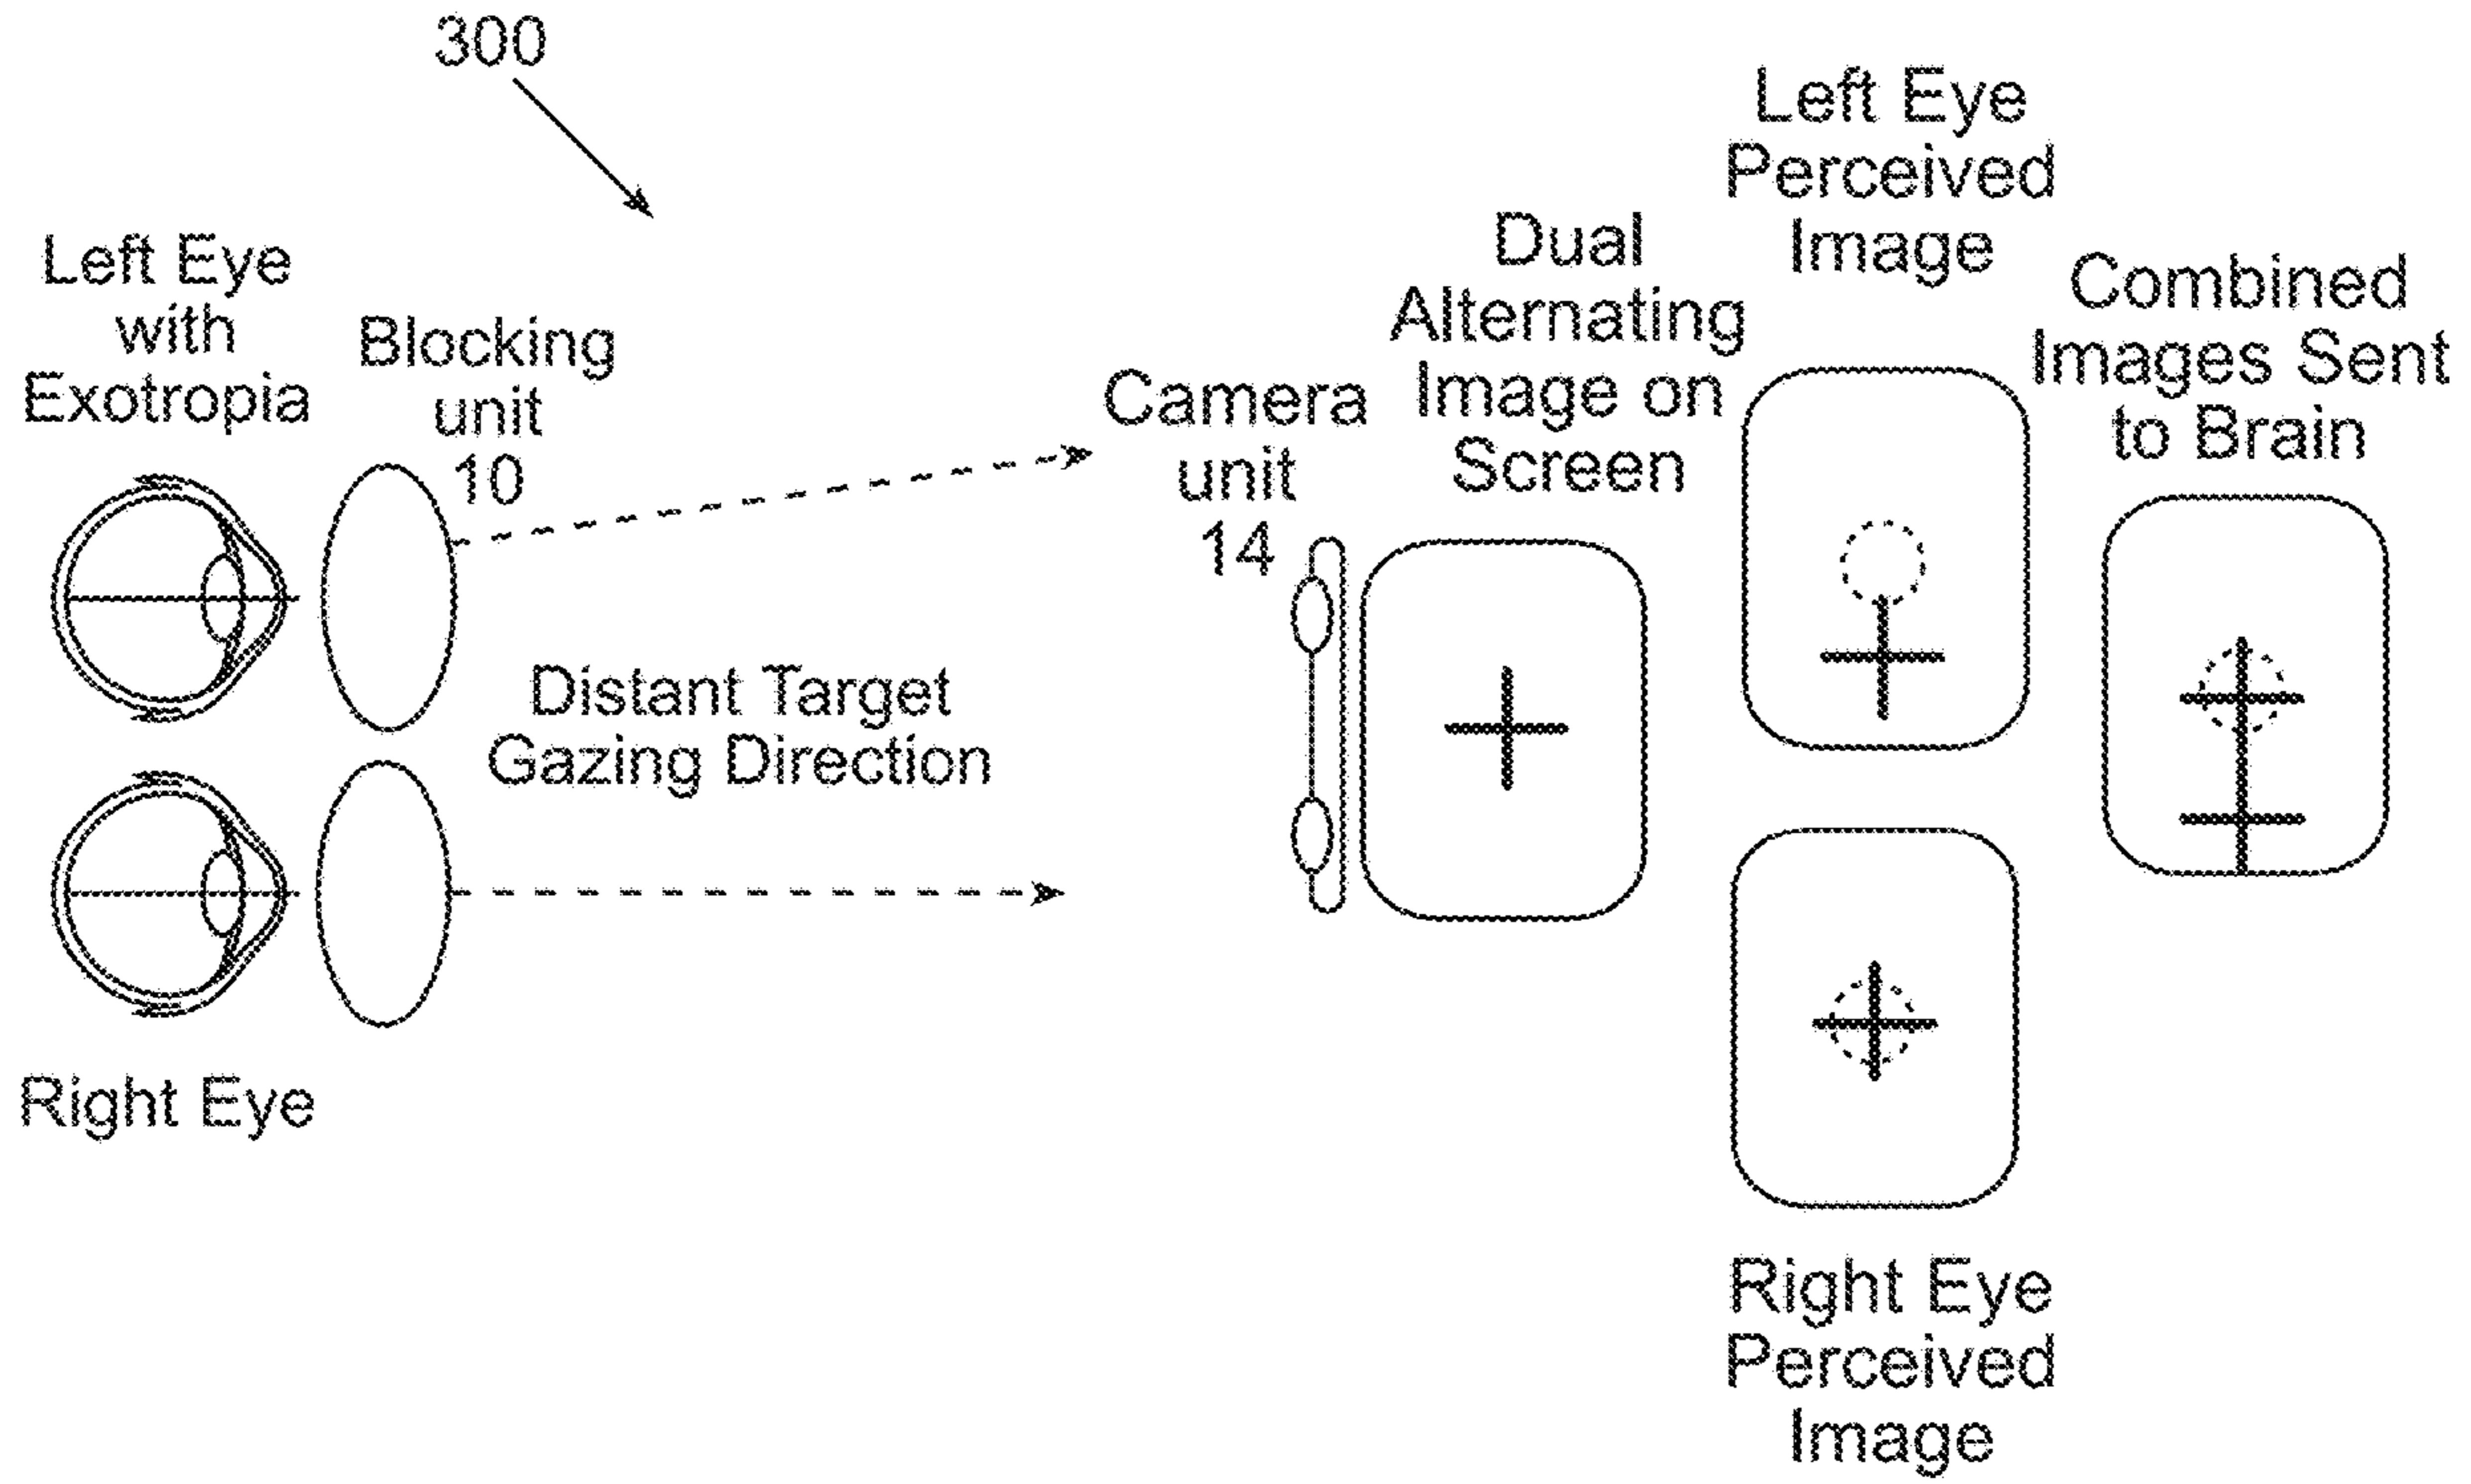 300
Left Eye
with
Exotropia
Blocking
unit
10
Distant Target
Gazing Direction
Right Eye
Camera
unit
14
Dual
Alternating
Image on
Screen
Left Eye
Perceived
Image
Combined
Images Sent
to Brain
Right Eye
Perceived
Image